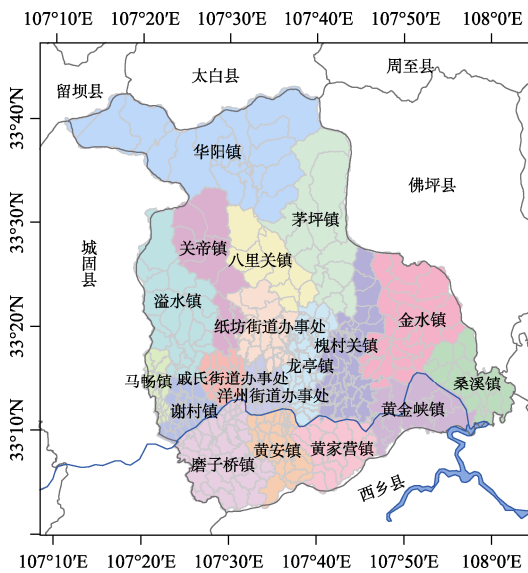 107°10′E 107°20′E 107°30′E 107°40′E 107°50′E 108°0′E
周至县
太白县
留坝县
33°40′N
华阳镇
佛坪县
茅坪镇
33°30′N
关帝镇
城固县
八里关镇
溢水镇
金水镇
33°20′N
纸坊街道办事处
槐村关镇
龙亭镇
马畅镇
戚氏街道办事处
桑溪镇
洋州街道办事处
谢村镇
黄金峡镇
33°10′N
黄安镇
黄家营镇
磨子桥镇
西乡县
107°10′E 107°20′E 107°30′E 107°40′E 107°50′E 108°0′E